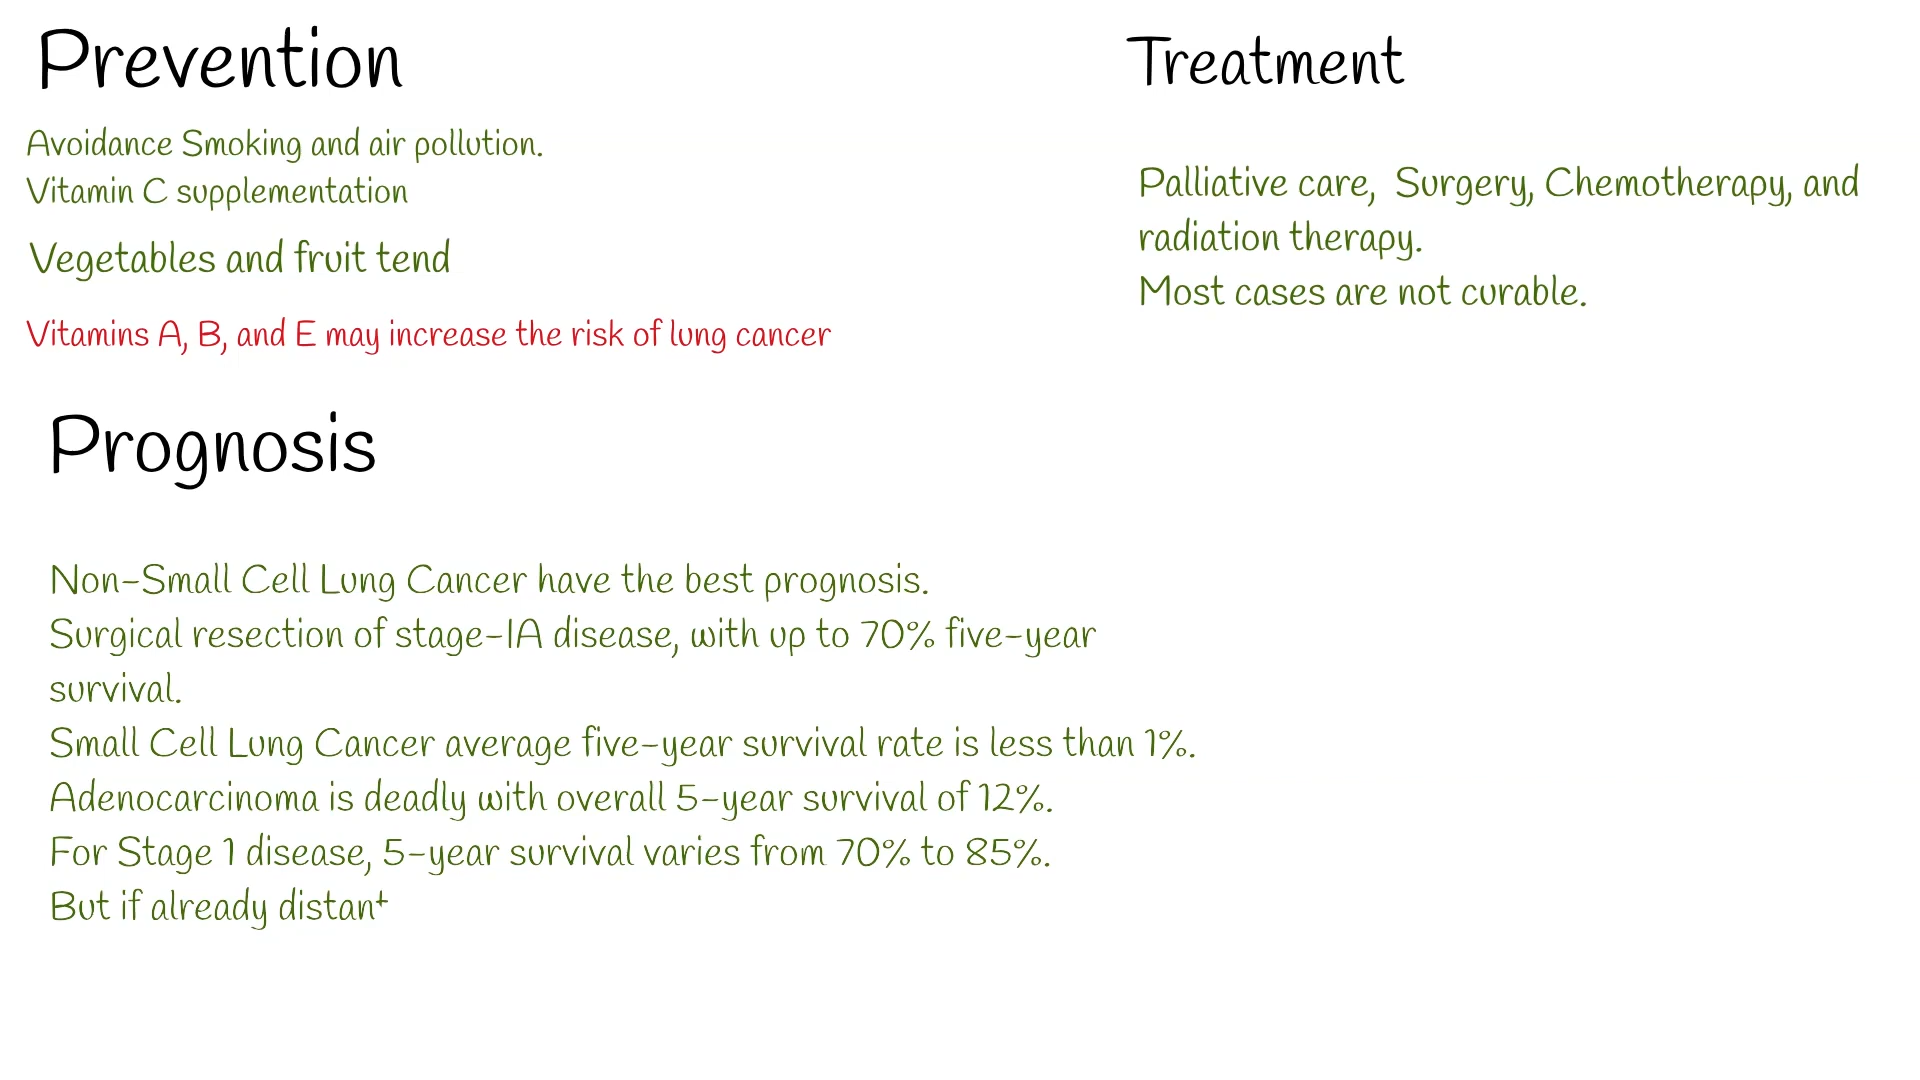 Prevention
Avoidance Smoking and air pollution.
Vitamin C supplementation
Vegetables and fruit tend
Vitamins A, B, and E may increase the risk of lung cancer
Treatment
Palliative care,  Surgery, Chemotherapy, and
radiation therapy.
Most cases are not curable.
Prognosis
Non-Small Cell Lung Cancer have the best prognosis.
Surgical resection of stage-IA disease, with up to 70% five-year
survival.
Small Cell Lung Cancer average five-year survival rate is less than 1%.
Adenocarcinoma is deadly with overall 5-year survival of 12%.
For Stage 1 disease, 5-year survival varies from 70% to 85%.
But if already distant